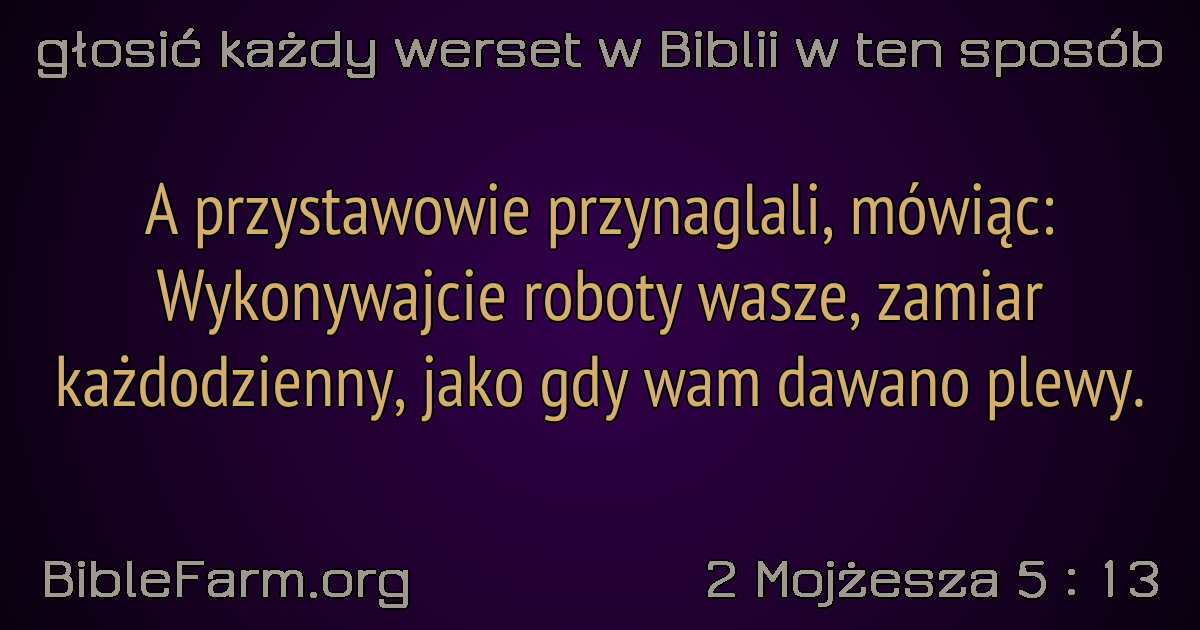 głosić każdy werset w Biblii w ten sposób
A przystawowie przynaglali, mówiąc:
Wykonywajcie roboty wasze, zamiar
każdodzienny, jako gdy wam dawano plewy.
BibleFarm.org
2 Mojżesza 5 : 13